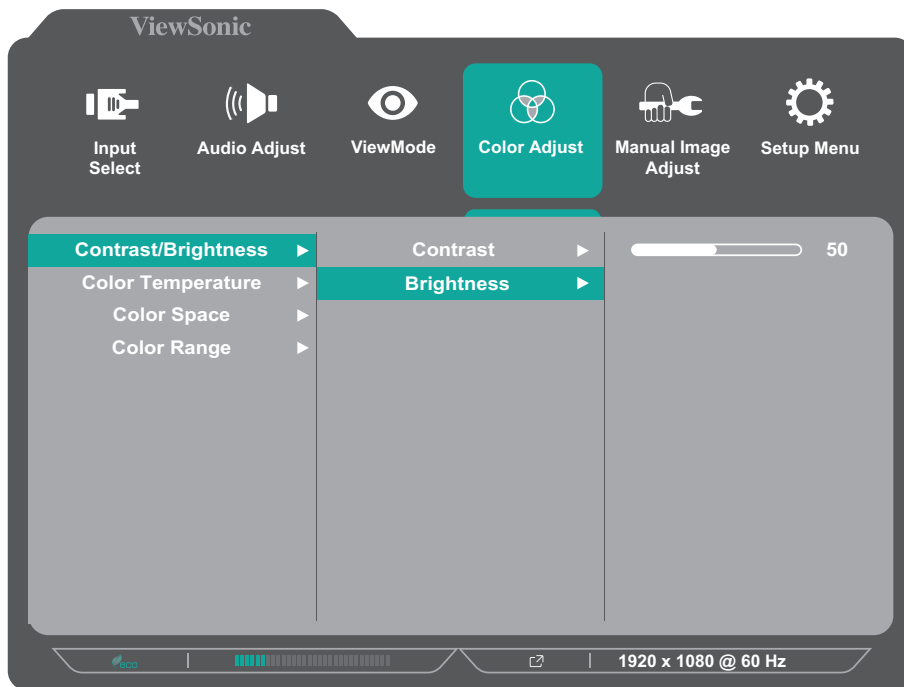 ViewSonic
Input
Select
Audio Adjust
ViewMode
Color Adjust
Manual Image
Adjust
Setup Menu
Contrast/Brightness
Color Temperature
Color Space
Color Range
Contrast
Brightness
50
eco
1920 x 1080 @ 60 Hz